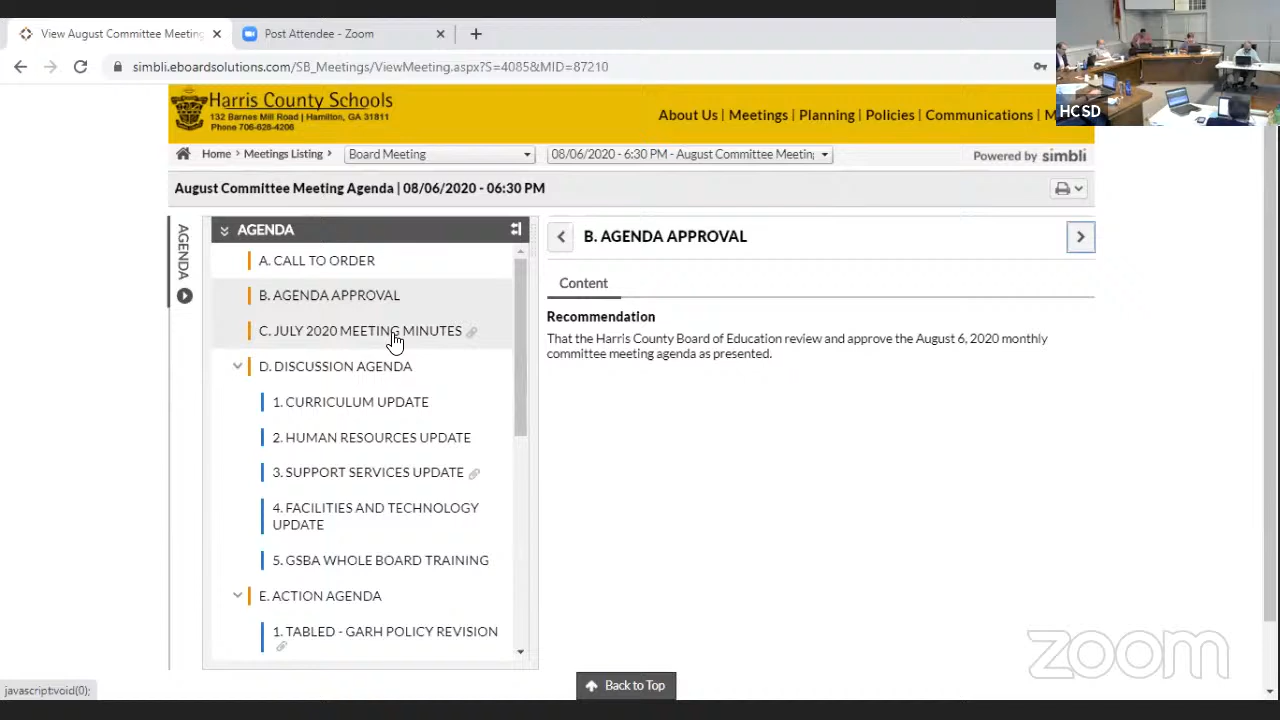 View August Committee Meeting
Post Attendee - Zoom
simbli.eboardsolutions.com/SB_Meetings/ViewMeeting.aspx?S=4085&MID=87210
HCSD
Harris County Schools
132 Barnes Mill Road | Hamilton, GA 31811
Phone 706-628-4206
About Us | Meetings | Planning | Policies | Communications | M
Home > Meetings Listing >
Board Meeting
08/06/2020 - 6:30 PM - August Committee Meetin
Powered by simbli
August Committee Meeting Agenda | 08/06/2020 - 06:30 PM
AGENDA
AGENDA
A. CALL TO ORDER
B. AGENDA APPROVAL
C. JULY 2020 MEETING MINUTES
D. DISCUSSION AGENDA
1. CURRICULUM UPDATE
2. HUMAN RESOURCES UPDATE
3. SUPPORT SERVICES UPDATE
4. FACILITIES AND TECHNOLOGY
UPDATE
5. GSBA WHOLE BOARD TRAINING
E. ACTION AGENDA
1. TABLED - GARH POLICY REVISION
B. AGENDA APPROVAL
Content
Recommendation
That the Harris County Board of Education review and approve the August 6, 2020 monthly
committee meeting agenda as presented.
zoom
Back to Top
javascript:void(0);